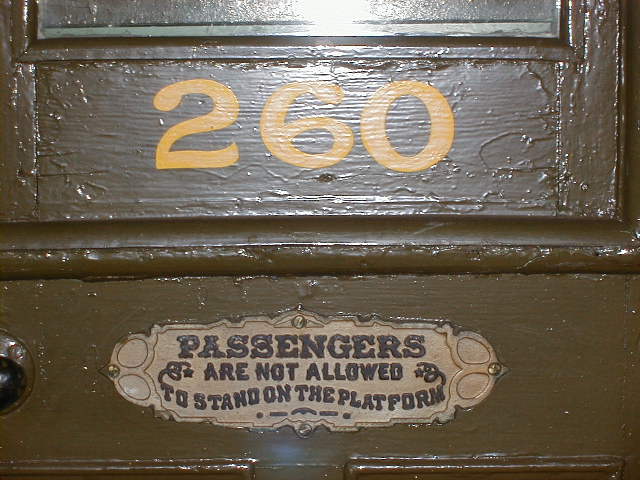 260
PASSENGERS
ARE NOT ALLOWED
TO STAND ON THE PLATFORM